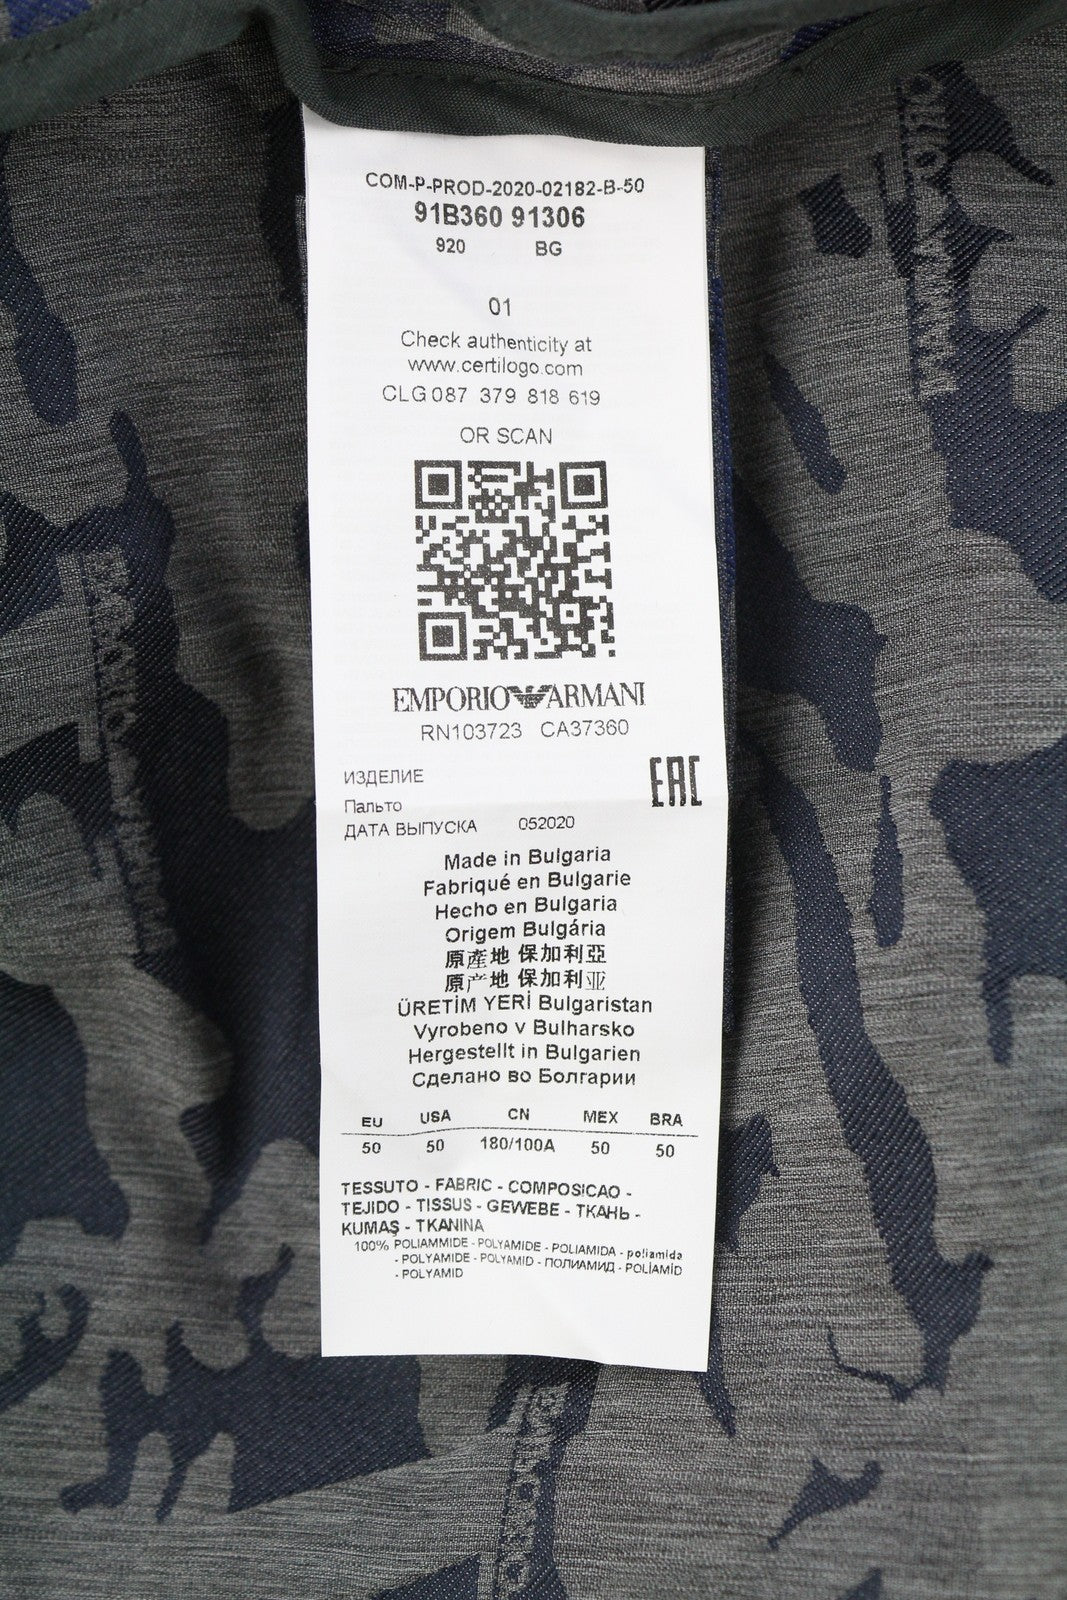 COM-P-PROD-2020-02182-B-50
91B360 91306
920 BG
01
Check authenticity at
www.certilogo.com
CLG 087 379 818 619
OR SCAN
EMPORIO ARMANI
RN103723 CA37360
ИЗДЕЛИЕ
EAC
Пальто
ДАТА ВЫПУСКА 052020
Made in Bulgaria
Fabriqué en Bulgarie
Hecho en Bulgaria
Origem Bulgária
原產地 保加利亞
原产地 保加利亚
ÜRETİM YERİ Bulgaristan
Vyrobeno v Bulharsko
Hergestellt in Bulgarien
Сделано во Болгарии
EU USA CN MEX BRA
50 50 180/100A 50 50
TESSUTO - FABRIC - COMPOSICAO -
TEJIDO - TISSUS - GEWEBE - ТКАНЬ -
KUMAŞ - TKANINA
100% POLIAMMIDE - POLYAMIDE - POLIAMIDA - poliamida
- POLYAMIDE - POLYAMID - ПОЛИАМИД - POLİAMİD
- POLYAMID